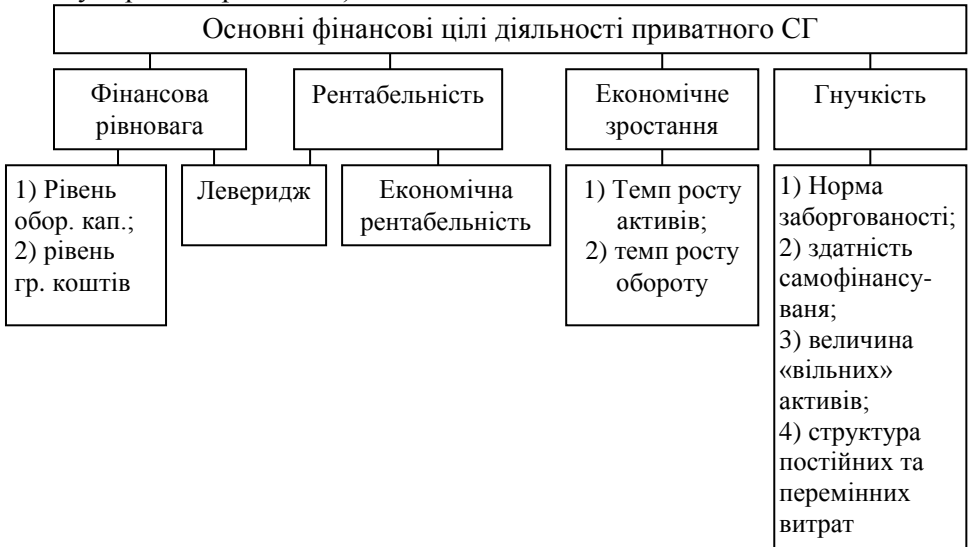 Основні фінансові цілі діяльності приватного СГ
Фінансова
рівновага
Рентабельність
Економічне
зростання
Гнучкість
1) Рівень
обор. кап.;
2) рівень
гр. коштів
Леверидж
Економічна
рентабельність
1) Темп росту
активів;
2) темп росту
обороту
1) Норма
заборгованості;
2) здатність
самофінансу-
ваня;
3) величина
«вільних»
активів;
4) структура
постійних та
перемінних
витрат